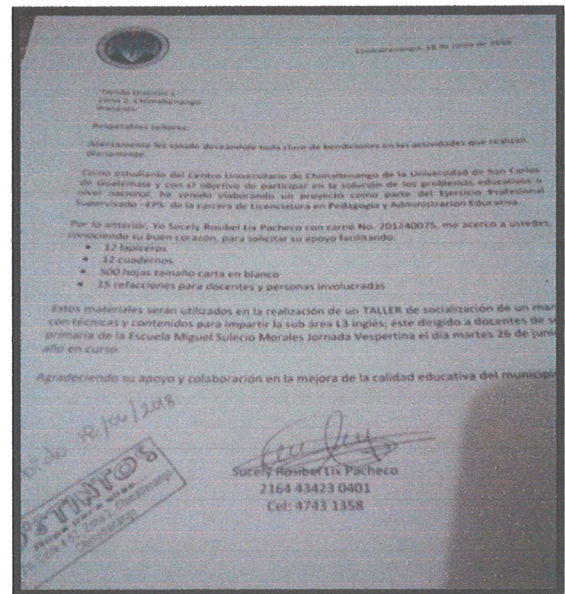 Chimaltenango, 18 de junio de 2018
Zona 2, Chimaltenango
Presente
Respetables señores:
Atentamente les saludo deseándole toda clase de bendiciones en las actividades que realizan
diariamente.
Como estudiante del Centro Universitario de Chimaltenango de la Universidad de San Carlos
de Guatemala y con el objetivo de participar en la solución de los problemas educativos a
nivel nacional, he venido elaborando un proyecto como parte del Ejercicio Profesional
Supervisado -EPS- de la carrera de Licenciatura en Pedagogía y Administración Educativa.
Por lo anterior, Yo Sucely Rosibel Lix Pacheco con carné No. 201240075, me acerco a ustedes,
conociendo su buen corazón, para solicitar su apoyo facilitando:
• 12 lapiceros
• 12 cuadernos
• 500 hojas tamaño carta en blanco
• 15 refacciones para docentes y personas involucradas
Estos materiales serán utilizados en la realización de un TALLER de socialización de un man
con técnicas y contenidos para impartir la sub área L3 inglés; éste dirigido a docentes de s
primaria de la Escuela Miguel Sulecio Morales Jornada Vespertina el día martes 26 de juni
año en curso.
Agradeciendo su apoyo y colaboración en la mejora de la calidad educativa del municipi
18/06/2018
Sucely Rosibel Lix Pacheco
2164 43423 0401
Cel: 4743 1358
STINTOS
Zona 2, Chimaltenango
Chimaltenango